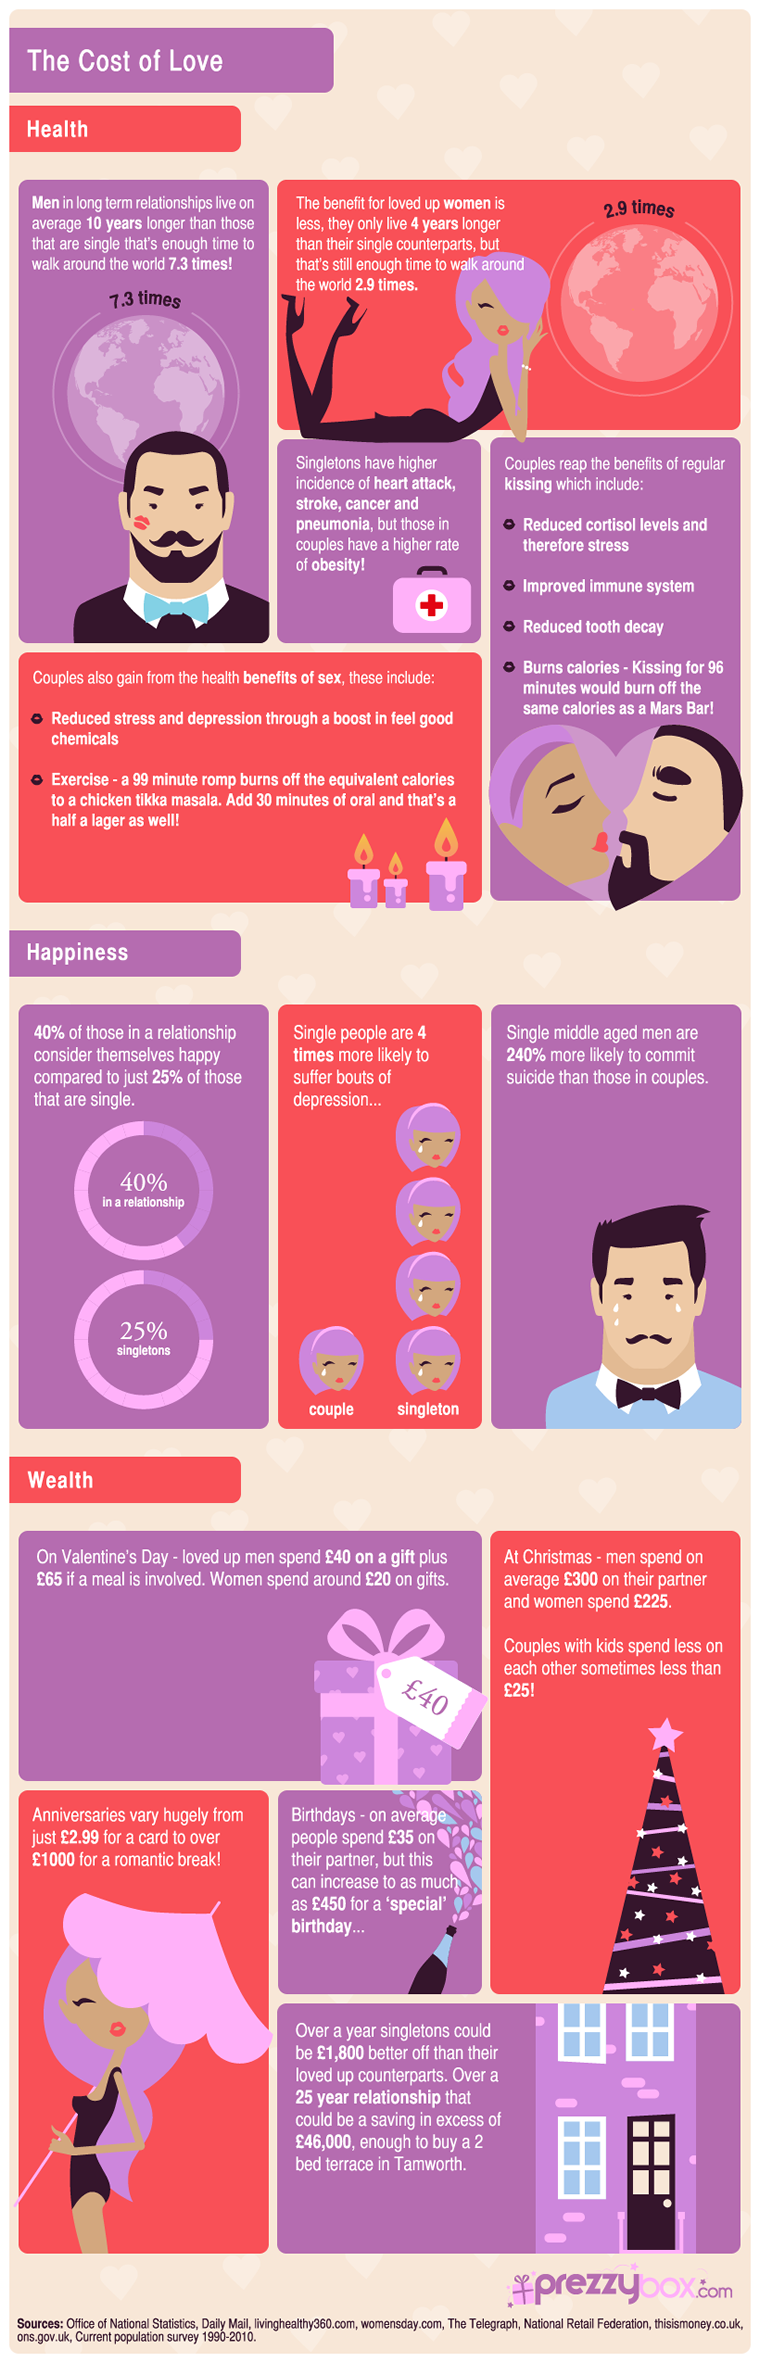 The Cost of Love
Health
Men in long term relationships live on
average 10 years longer than those
that are single that's enough time to
walk around the world 7.3 times!
7.3 times
The benefit for loved up women is
less, they only live 4 years longer
than their single counterparts, but
that's still enough time to walk around
the world 2.9 times.
2.9 times
Singletons have higher
incidence of heart attack,
stroke, cancer and
pneumonia, but those in
couples have a higher rate
of obesity!
Couples reap the benefits of regular
kissing which include:
Reduced cortisol levels and
therefore stress
Improved immune system
Reduced tooth decay
Burns calories - Kissing for 96
minutes would burn off the
same calories as a Mars Bar!
Couples also gain from the health benefits of sex, these include:
Reduced stress and depression through a boost in feel good
chemicals
Exercise - a 99 minute romp burns off the equivalent calories
to a chicken tikka masala. Add 30 minutes of oral and that's a
half a lager as well!
Happiness
40% of those in a relationship
consider themselves happy
compared to just 25% of those
that are single.
40%
in a relationship
25%
singletons
Single people are 4
times more likely to
suffer bouts of
depression...
couple
singleton
Single middle aged men are
240% more likely to commit
suicide than those in couples.
Wealth
On Valentine's Day - loved up men spend £40 on a gift plus
£65 if a meal is involved. Women spend around £20 on gifts.
£40
At Christmas - men spend on
average £300 on their partner
and women spend £225.
Couples with kids spend less on
each other sometimes less than
£25!
Anniversaries vary hugely from
just £2.99 for a card to over
£1000 for a romantic break!
Birthdays - on average
people spend £35 on
their partner, but this
can increase to as much
as £450 for a 'special'
birthday...
Over a year singletons could
be £1,800 better off than their
loved up counterparts. Over a
25 year relationship that
could be a saving in excess of
£46,000, enough to buy a 2
bed terrace in Tamworth.
prezzybox.com
Sources: Office of National Statistics, Daily Mail, livinghealthy360.com, womensday.com, The Telegraph, National Retail Federation, thisismoney.co.uk,
ons.gov.uk, Current population survey 1990-2010.